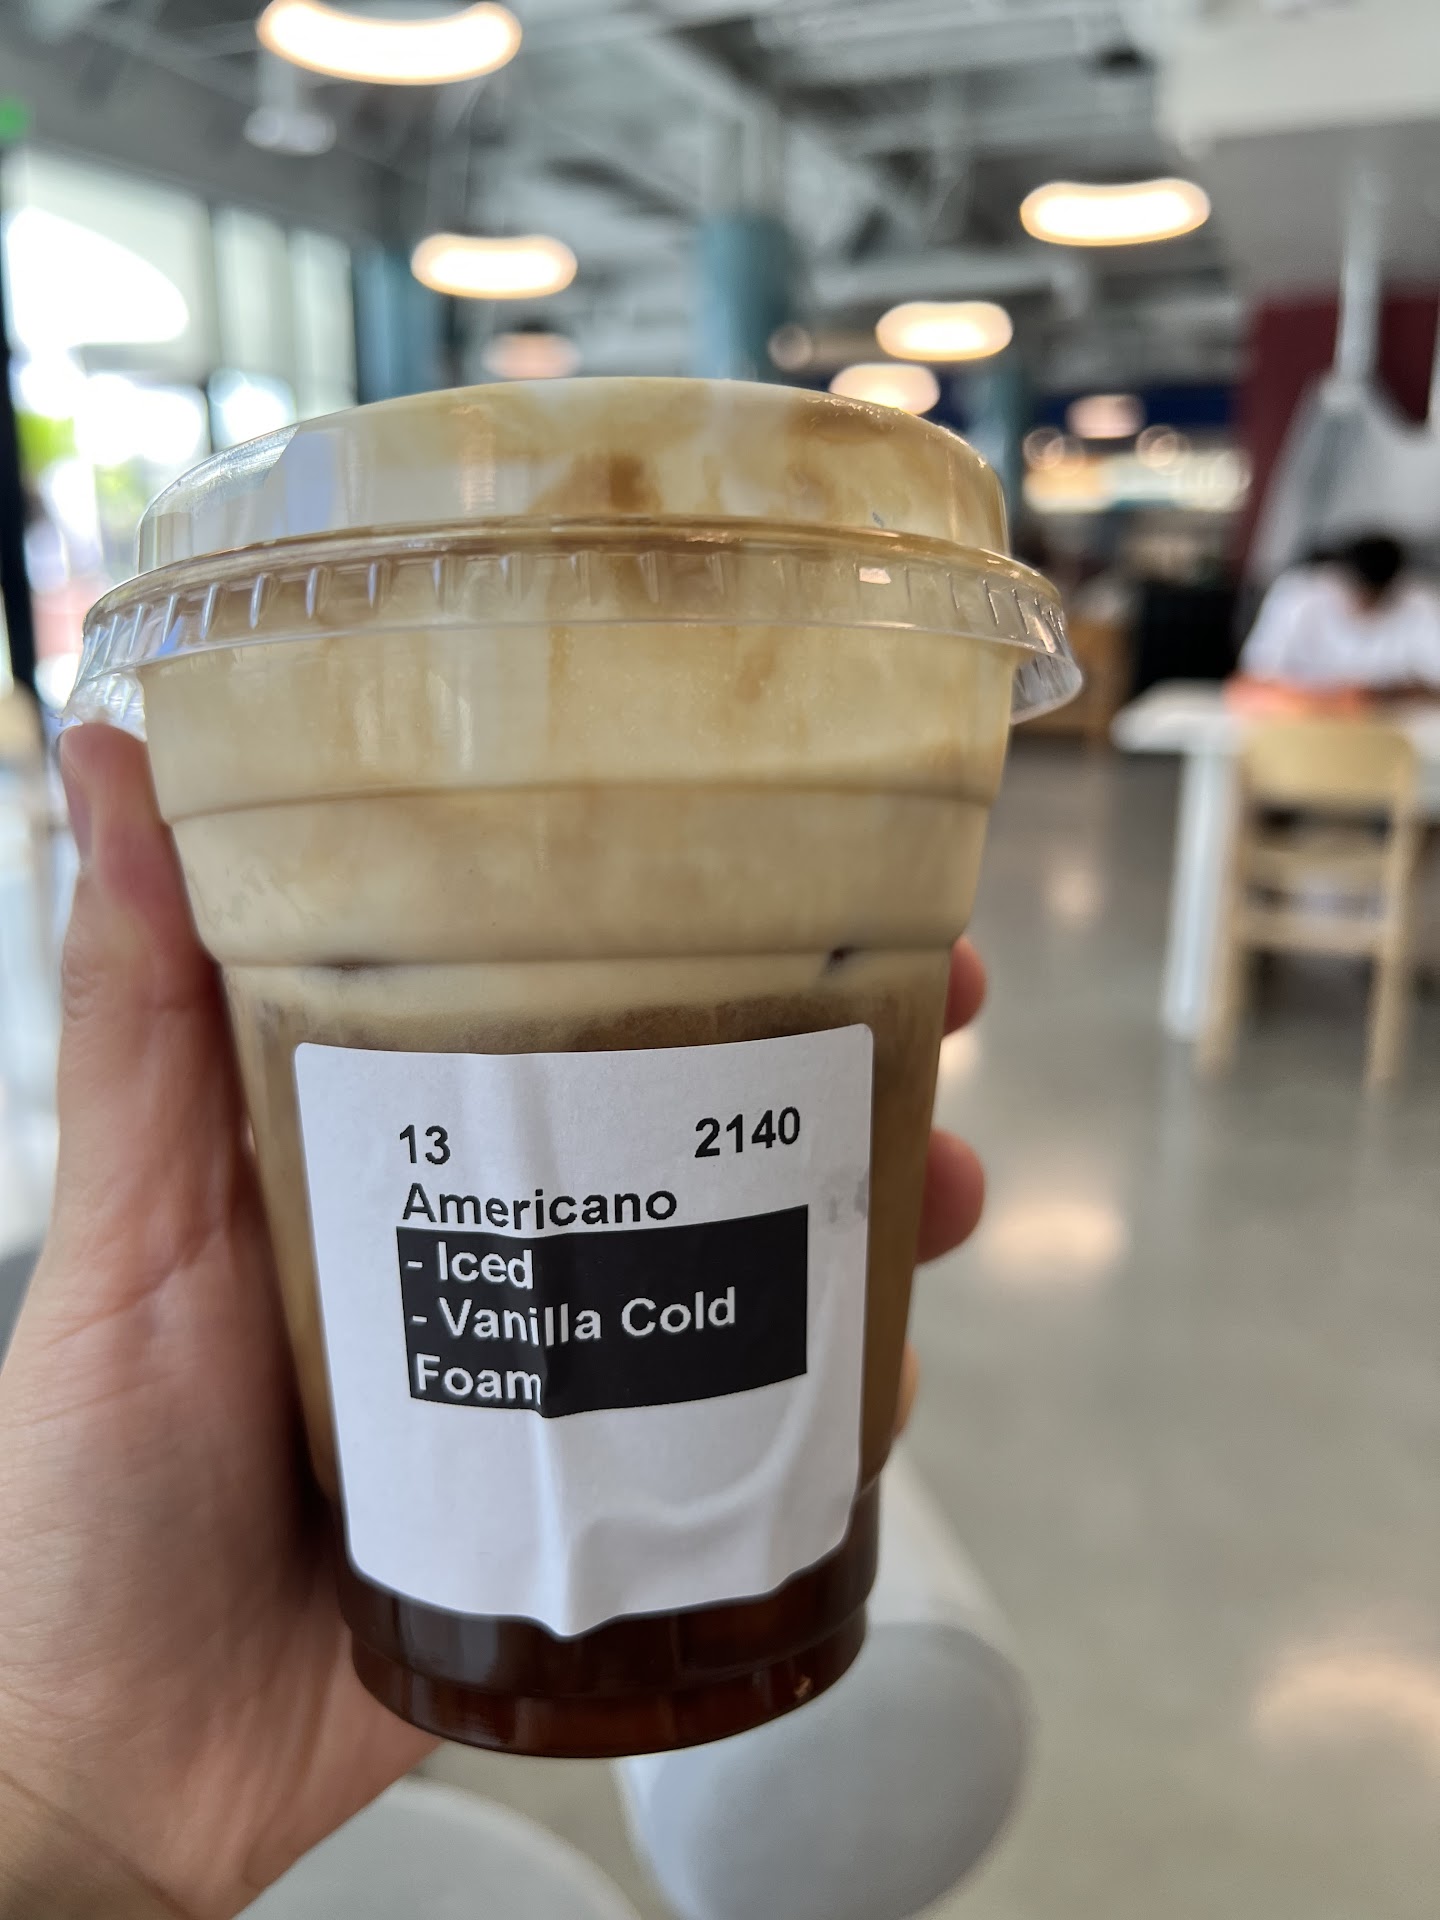 13 2140
Americano
- Iced
- Vanilla Cold
Foam